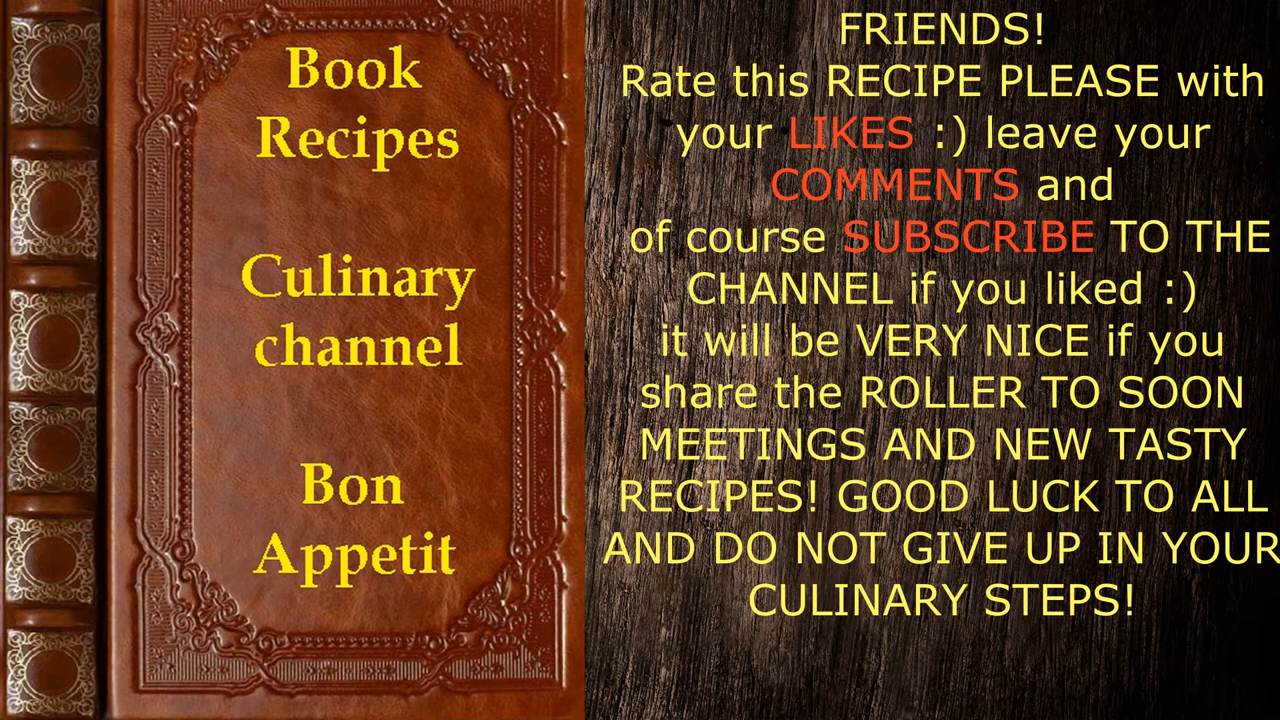 Book
Recipes
Culinary
channel
Bon
Appetit
FRIENDS!
Rate this RECIPE PLEASE with
your LIKES :) leave your
COMMENTS and
of course SUBSCRIBE TO THE
CHANNEL if you liked :)
it will be VERY NICE if you
share the ROLLER TO SOON
MEETINGS AND NEW TASTY
RECIPES! GOOD LUCK TO ALL
AND DO NOT GIVE UP IN YOUR
CULINARY STEPS!